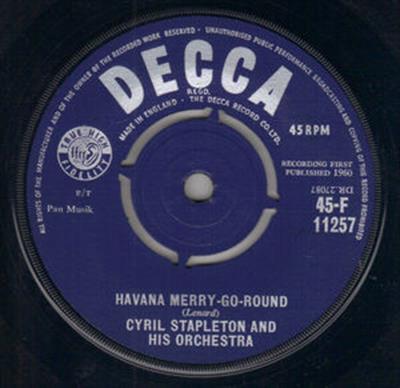 ALL RIGHTS OF THE MANUFACTURER AND OF THE OWNER OF THE RECORDED WORK RESERVED - UNAUTHORISED PUBLIC PERFORMANCE BROADCASTING AND COPYING OF THIS RECORD PROHIBITED
DECCA
REGD.
MADE IN ENGLAND • THE DECCA RECORD CO. LTD.
TRUE HIGH
ffrr
FIDELITY
45 RPM
RECORDING FIRST
PUBLISHED 1960
P/T
DR.27087
Pan Musik
45-F
11257
HAVANA MERRY-GO-ROUND
(Lenard)
CYRIL STAPLETON AND
HIS ORCHESTRA